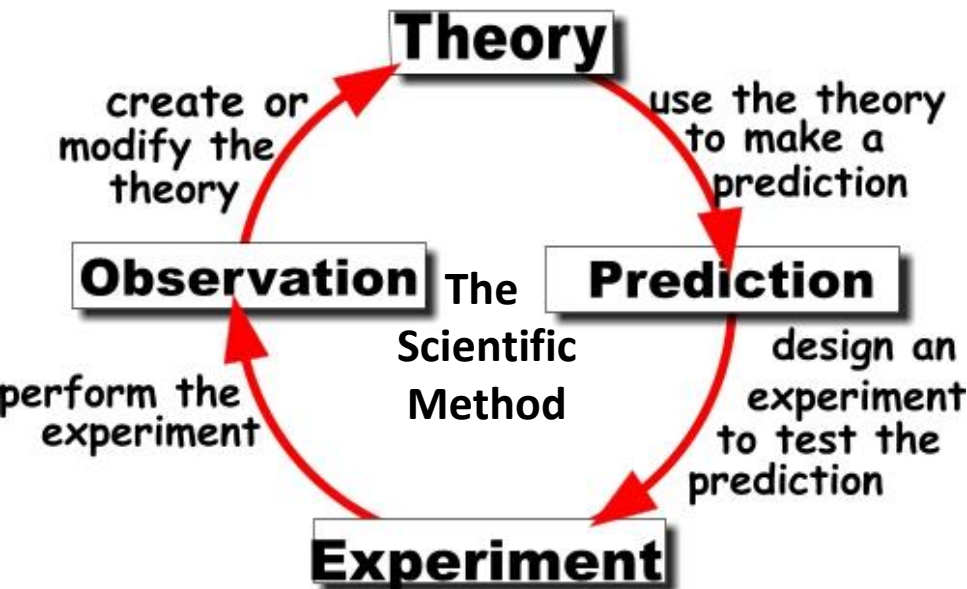 Theory
create or
modify the
theory
use the theory
to make a
prediction
Observation
The
Scientific
Method
Prediction
perform the
experiment
design an
experiment
to test the
prediction
Experiment